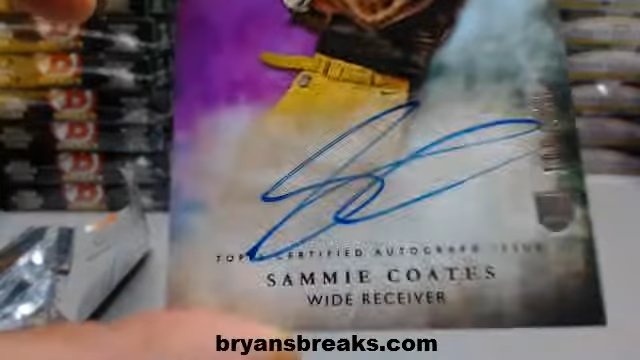 TOPPS CERTIFIED AUTOGRAPH ISSUE
SAMMIE COATES
WIDE RECEIVER
bryansbreaks.com